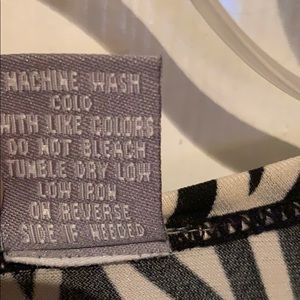 MACHINE WASH
COLD
WITH LIKE COLORS
DO NOT BLEACH
TUMBLE DRY LOW
LOW IRON
ON REVERSE
SIDE IF NEEDED